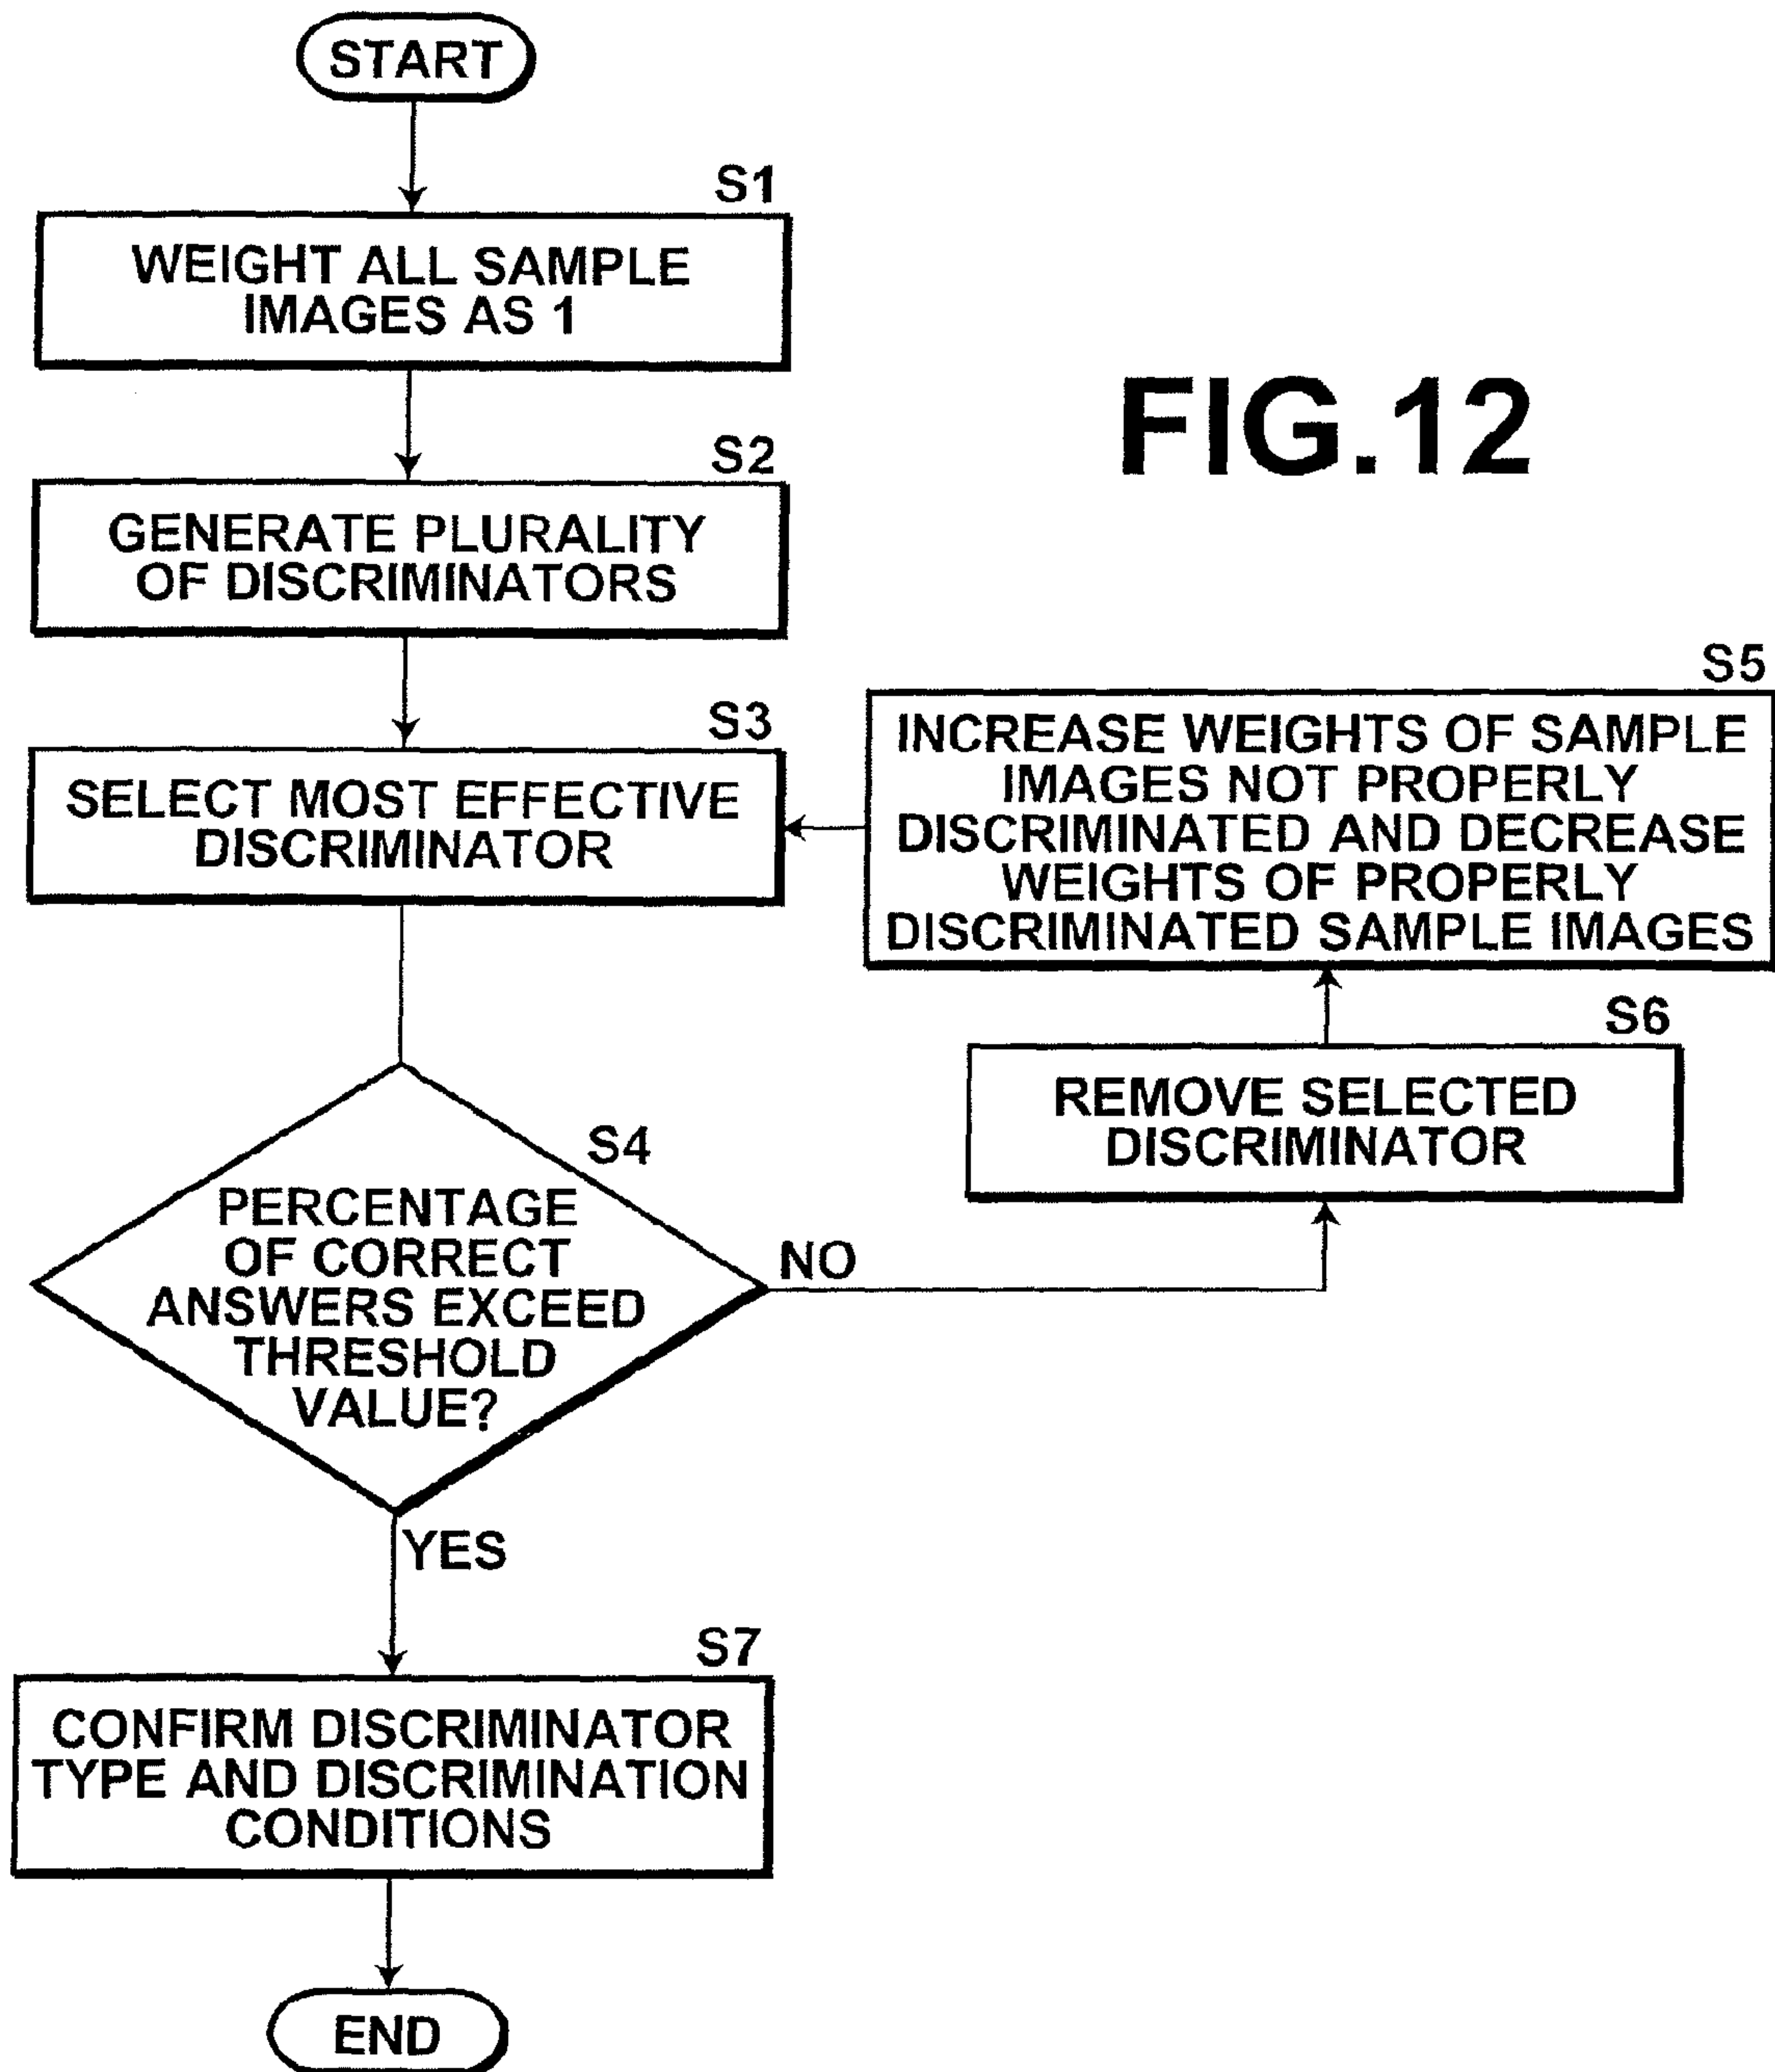 START
S1
WEIGHT ALL SAMPLE
IMAGES AS 1
FIG.12
S2
GENERATE PLURALITY
OF DISCRIMINATORS
S3
SELECT MOST EFFECTIVE
DISCRIMINATOR
S5
INCREASE WEIGHTS OF SAMPLE
IMAGES NOT PROPERLY
DISCRIMINATED AND DECREASE
WEIGHTS OF PROPERLY
DISCRIMINATED SAMPLE IMAGES
S6
REMOVE SELECTED
DISCRIMINATOR
S4
PERCENTAGE
OF CORRECT
ANSWERS EXCEED
THRESHOLD
VALUE?
NO
YES
S7
CONFIRM DISCRIMINATOR
TYPE AND DISCRIMINATION
CONDITIONS
END